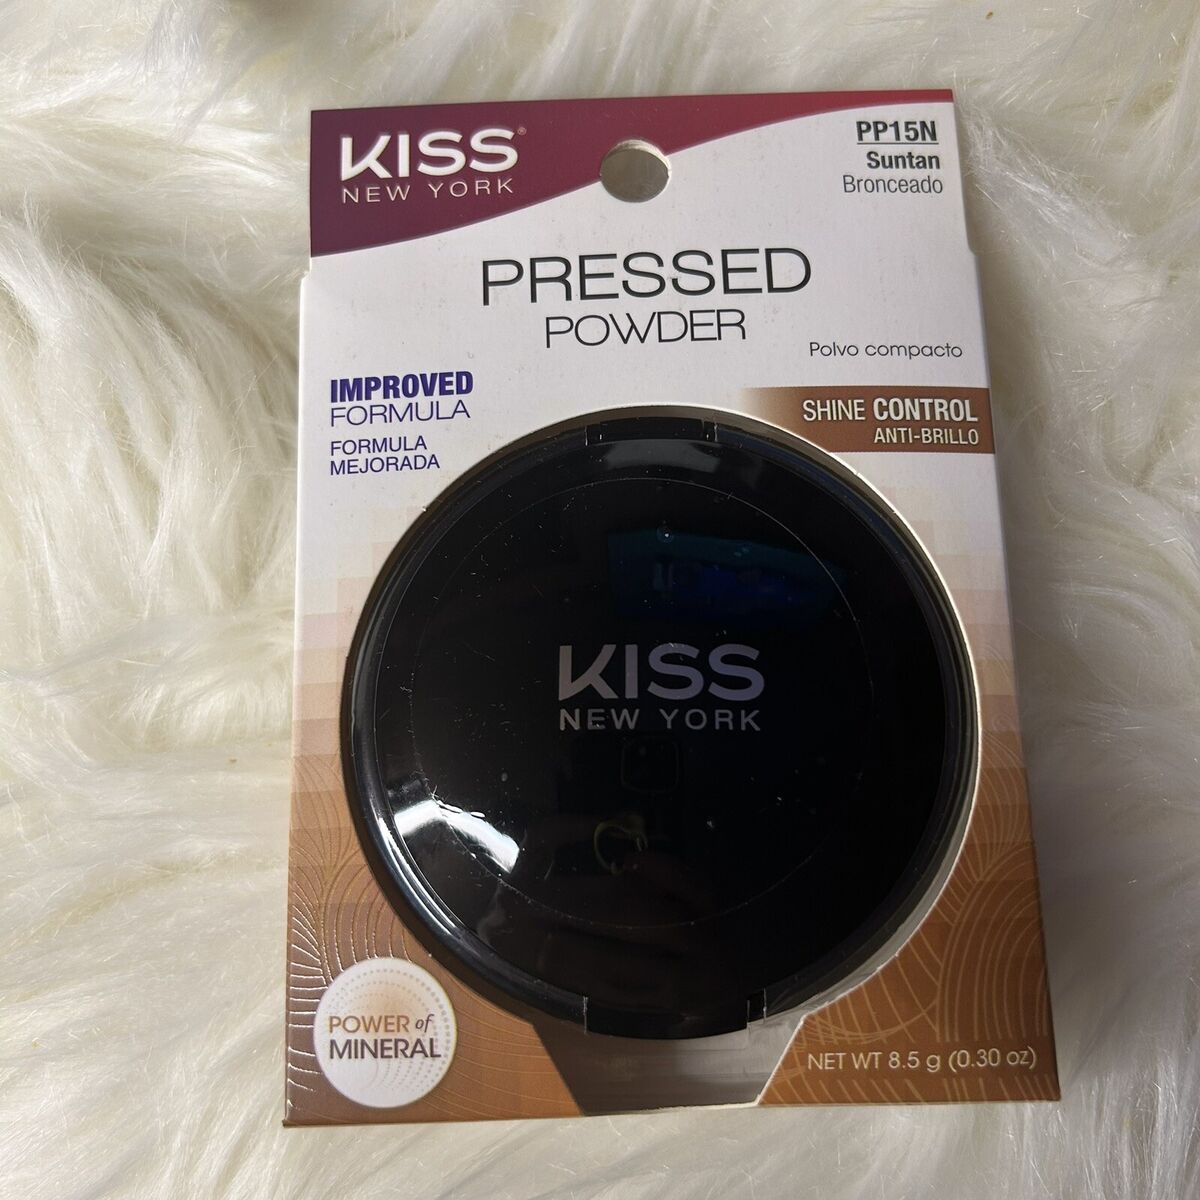 KISS®
NEW YORK
PP15N
Suntan
Bronceado
PRESSED
POWDER
Polvo compacto
IMPROVED
FORMULA
FORMULA
MEJORADA
SHINE CONTROL
ANTI-BRILLO
KISS
NEW YORK
POWER of
MINERAL
NET WT 8.5 g (0.30 oz)